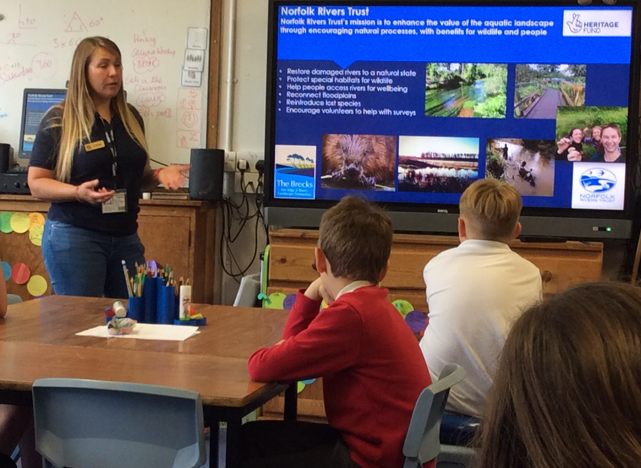 Norfolk Rivers Trust
Norfolk Rivers Trust's mission is to enhance the value of the aquatic landscape
through encouraging natural processes, with benefits for wildlife and people
HERITAGE
FUND
• Restore damaged rivers to a natural state
• Protect special habitats for wildlife
• Help people access rivers for wellbeing
• Reconnect floodplains
• Reintroduce lost species
• Encourage volunteers to help with surveys
The Brecks
NORFOLK
RIVERS TRUST